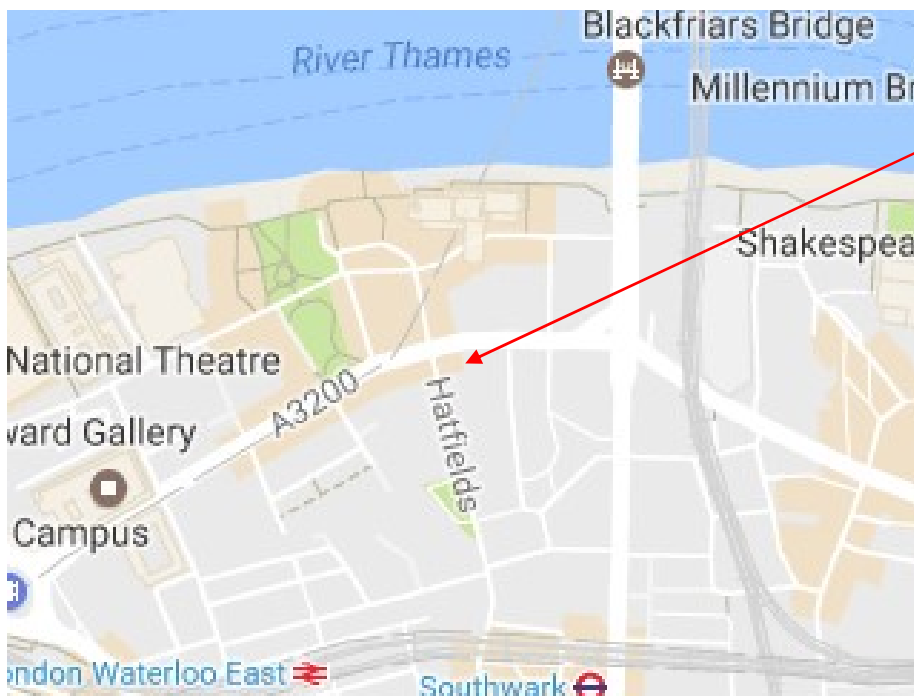 Blackfriars Bridge
River Thames
Millennium Br
Shakespea
National Theatre
A3200
Hatfields
ward Gallery
Campus
ondon Waterloo East
Southwark